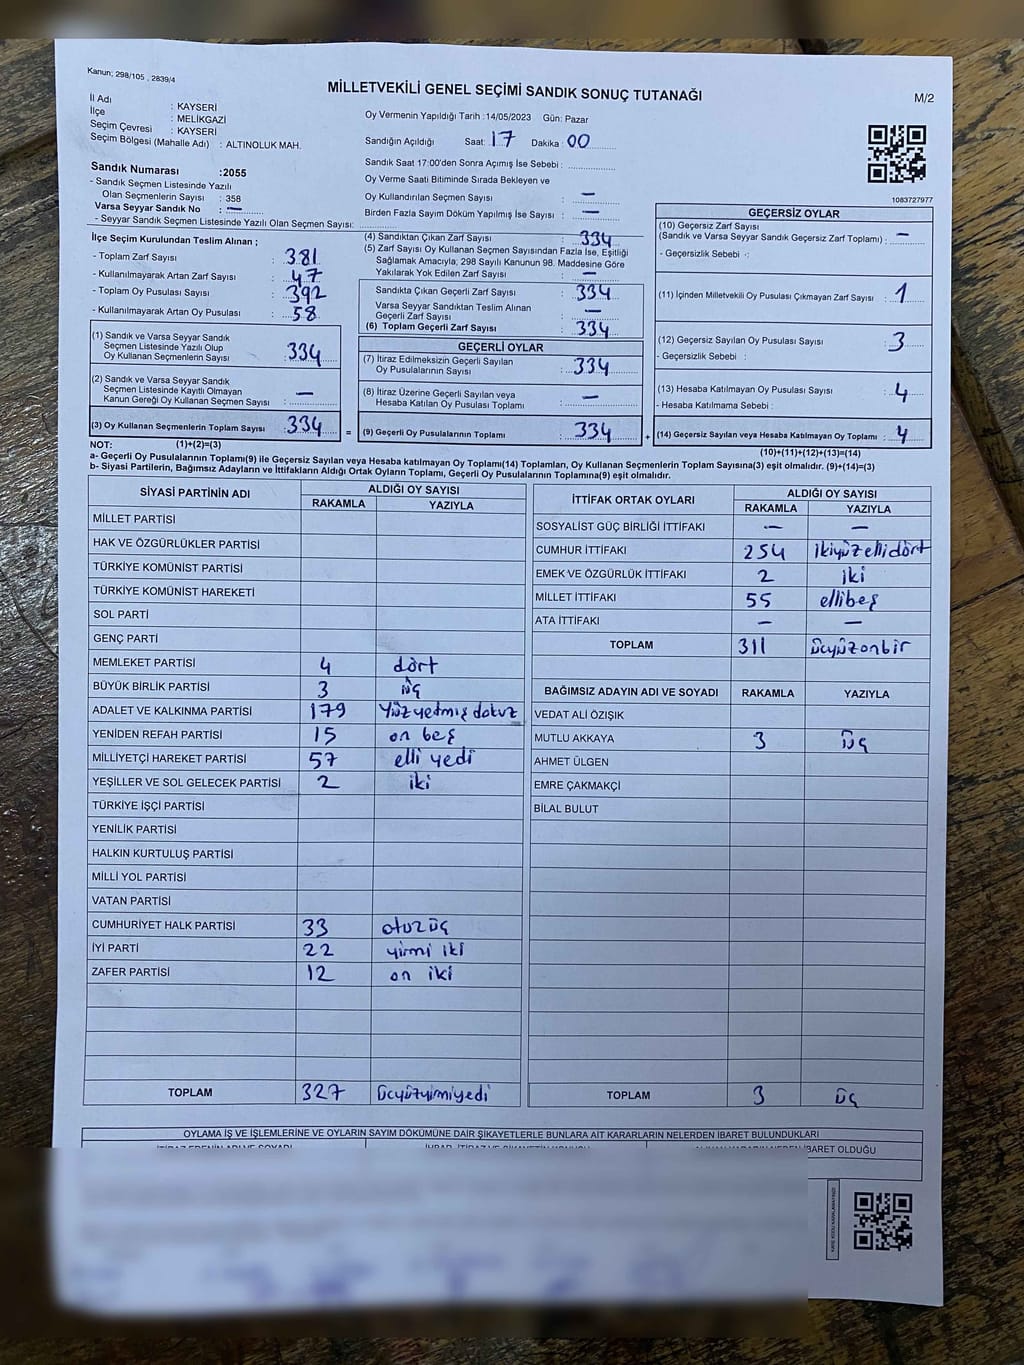 Kanun; 298/105 , 2839/4
MİLLETVEKİLİ GENEL SEÇİMİ SANDIK SONUÇ TUTANAĞI
M/2
İl Adı : KAYSERİ
İlçe : MELİKGAZİ
Seçim Çevresi : KAYSERİ
Seçim Bölgesi (Mahalle Adı) : ALTINOLUK MAH.
Oy Vermenin Yapıldığı Tarih :14/05/2023 Gün: Pazar
Sandığın Açıldığı Saat: 17 Dakika: 00
Sandık Saat 17:00'den Sonra Açımış İse Sebebi :
Oy Verme Saati Bitiminde Sırada Bekleyen ve
Oy Kullandırılan Seçmen Sayısı : —
Birden Fazla Sayım Döküm Yapılmış İse Sayısı : —
Sandık Numarası :2055
- Sandık Seçmen Listesinde Yazılı
Olan Seçmenlerin Sayısı : 358
Varsa Seyyar Sandık No : —
- Seyyar Sandık Seçmen Listesinde Yazılı Olan Seçmen Sayısı:
1083727977
İlçe Seçim Kurulundan Teslim Alınan ;
- Toplam Zarf Sayısı : 381
- Kullanılmayarak Artan Zarf Sayısı : 47
- Toplam Oy Pusulası Sayısı : 392
- Kullanılmayarak Artan Oy Pusulası : 58
(1) Sandık ve Varsa Seyyar Sandık
Seçmen Listesinde Yazılı Olup
Oy Kullanan Seçmenlerin Sayısı : 334
(2) Sandık ve Varsa Seyyar Sandık
Seçmen Listesinde Kayıtlı Olmayan
Kanun Gereği Oy Kullanan Seçmen Sayısı : —
(3) Oy Kullanan Seçmenlerin Toplam Sayısı : 334
(1)+(2)=(3)
(4) Sandıktan Çıkan Zarf Sayısı : 334
(5) Zarf Sayısı Oy Kullanan Seçmen Sayısından Fazla İse, Eşitliği
Sağlamak Amacıyla, 298 Sayılı Kanunun 98. Maddesine Göre
Yakılarak Yok Edilen Zarf Sayısı : —
Sandıkta Çıkan Geçerli Zarf Sayısı : 334
Varsa Seyyar Sandıktan Teslim Alınan
Geçerli Zarf Sayısı : —
(6) Toplam Geçerli Zarf Sayısı : 334
GEÇERLİ OYLAR
(7) İtiraz Edilmeksizin Geçerli Sayılan
Oy Pusulalarının Sayısı : 334
(8) İtiraz Üzerine Geçerli Sayılan veya
Hesaba Katılan Oy Pusulası Toplamı : —
= (9) Geçerli Oy Pusulalarının Toplamı : 334
GEÇERSİZ OYLAR
(10) Geçersiz Zarf Sayısı
(Sandık ve Varsa Seyyar Sandık Geçersiz Zarf Toplamı) : —
- Geçersizlik Sebebi :
(11) İçinden Milletvekili Oy Pusulası Çıkmayan Zarf Sayısı : 1
(12) Geçersiz Sayılan Oy Pusulası Sayısı : 3
- Geçersizlik Sebebi :
(13) Hesaba Katılmayan Oy Pusulası Sayısı : 4
- Hesaba Katılmama Sebebi :
+ (14) Geçersiz Sayılan veya Hesaba Katılmayan Oy Toplamı : 4
(10)+(11)+(12)+(13)=(14)
NOT:
a- Geçerli Oy Pusulalarının Toplamı(9) ile Geçersiz Sayılan veya Hesaba katılmayan Oy Toplamı(14) Toplamları, Oy Kullanan Seçmenlerin Toplam Sayısına(3) eşit olmalıdır. (9)+(14)=(3)
b- Siyasi Partilerin, Bağımsız Adayların ve İttifakların Aldığı Ortak Oyların Toplamı, Geçerli Oy Pusulalarının Toplamına(9) eşit olmalıdır.
SİYASİ PARTİNİN ADI ALDIĞI OY SAYISI
RAKAMLA YAZIYLA
MİLLET PARTİSİ
HAK VE ÖZGÜRLÜKLER PARTİSİ
TÜRKİYE KOMÜNİST PARTİSİ
TÜRKİYE KOMÜNİST HAREKETİ
SOL PARTİ
GENÇ PARTİ
MEMLEKET PARTİSİ 4 dört
BÜYÜK BİRLİK PARTİSİ 3 üç
ADALET VE KALKINMA PARTİSİ 179 Yüzyetmiş dokuz
YENİDEN REFAH PARTİSİ 15 on beş
MİLLİYETÇİ HAREKET PARTİSİ 57 elli yedi
YEŞİLLER VE SOL GELECEK PARTİSİ 2 iki
TÜRKİYE İŞÇİ PARTİSİ
YENİLİK PARTİSİ
HALKIN KURTULUŞ PARTİSİ
MİLLİ YOL PARTİSİ
VATAN PARTİSİ
CUMHURİYET HALK PARTİSİ 33 otuzüç
İYİ PARTİ 22 yirmi iki
ZAFER PARTİSİ 12 on iki
TOPLAM 327 üçyüzyirmiyedi
İTTİFAK ORTAK OYLARI ALDIĞI OY SAYISI
RAKAMLA YAZIYLA
SOSYALİST GÜÇ BİRLİĞİ İTTİFAKI — —
CUMHUR İTTİFAKI 254 ikiyüzellidört
EMEK VE ÖZGÜRLÜK İTTİFAKI 2 iki
MİLLET İTTİFAKI 55 ellibeş
ATA İTTİFAKI — —
TOPLAM 311 üçyüzonbir
BAĞIMSIZ ADAYIN ADI VE SOYADI RAKAMLA YAZIYLA
VEDAT ALİ ÖZIŞIK
MUTLU AKKAYA 3 üç
AHMET ÜLGEN
EMRE ÇAKMAKÇİ
BİLAL BULUT
TOPLAM 3 üç
OYLAMA İŞ VE İŞLEMLERİNE VE OYLARIN SAYIM DÖKÜMÜNE DAİR ŞİKAYETLERLE BUNLARA AİT KARARLARIN NELERDEN İBARET BULUNDUKLARI
İBARET OLDUĞU